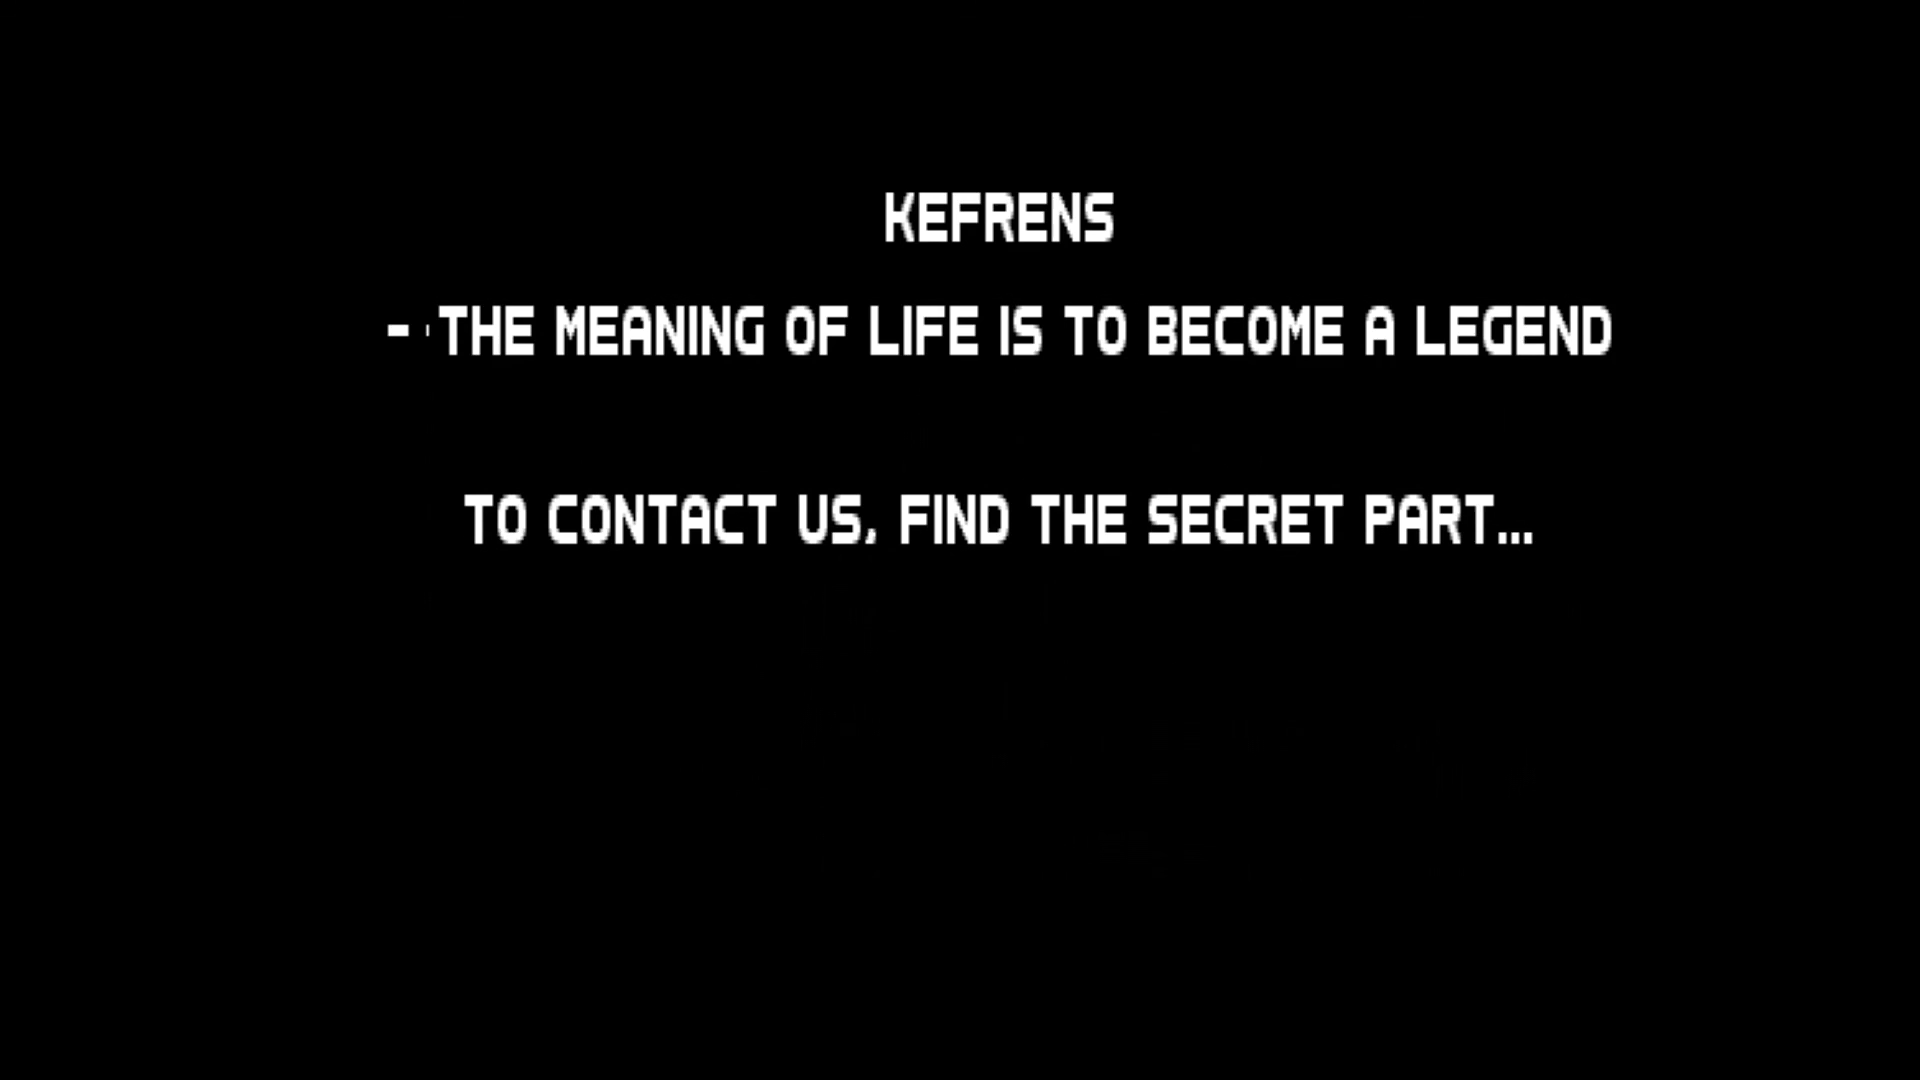 KEFRENS
- THE MEANING OF LIFE IS TO BECOME A LEGEND
TO CONTACT US, FIND THE SECRET PART...